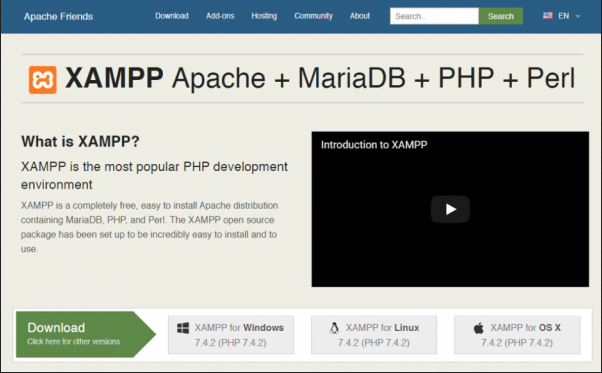 Apache Friends Download Add-ons Hosting Community About Search.. Search EN
XAMPP Apache + MariaDB + PHP + Perl
What is XAMPP?
XAMPP is the most popular PHP development
environment
XAMPP is a completely free, easy to install Apache distribution
containing MariaDB, PHP, and Perl. The XAMPP open source
package has been set up to be incredibly easy to install and to
use.
Introduction to XAMPP
Download
Click here for other versions
XAMPP for Windows
7.4.2 (PHP 7.4.2)
XAMPP for Linux
7.4.2 (PHP 7.4.2)
XAMPP for OS X
7.4.2 (PHP 7.4.2)